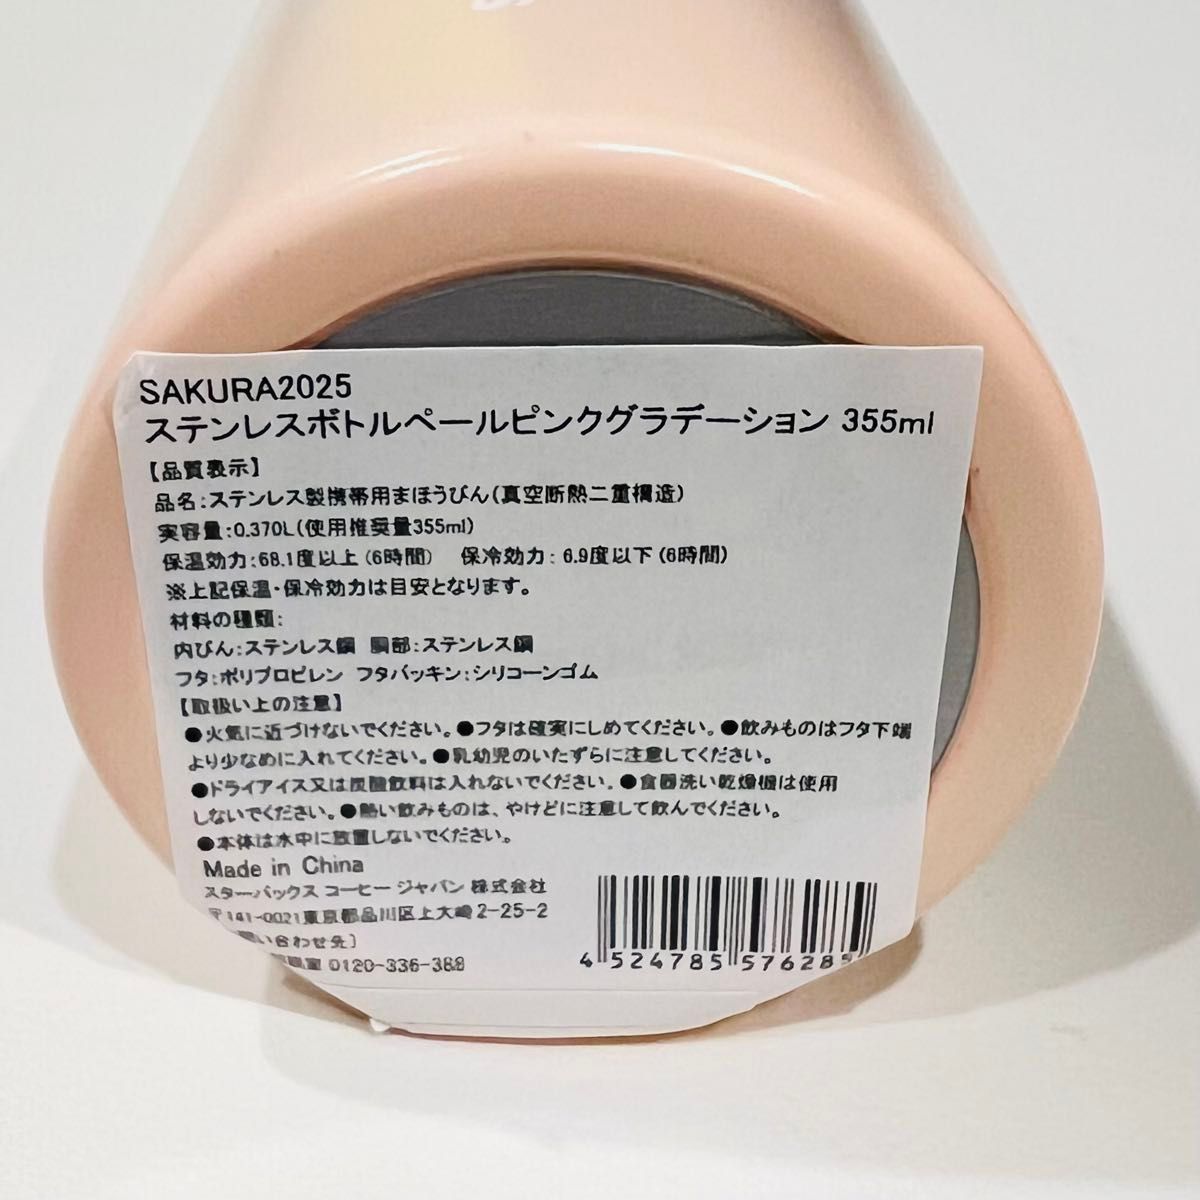 SAKURA2025
ステンレスボトルペールピンクグラデーション 355ml
【品質表示】
品名:ステンレス製携帯用まほうびん(真空断熱二重構造)
実容量:0.370L(使用推奨量355ml)
保温効力:68.1度以上(6時間) 保冷効力:6.9度以下(6時間)
※上記保温・保冷効力は目安となります。
材料の種類:
内びん:ステンレス鋼 胴部:ステンレス鋼
フタ:ポリプロピレン フタパッキン:シリコーンゴム
【取扱い上の注意】
●火気に近づけないでください。●フタは確実にしめてください。●飲みものはフタ下端
より少なめに入れてください。●乳幼児のいたずらに注意してください。
●ドライアイス又は炭酸飲料は入れないでください。●食器洗い乾燥機は使用
しないでください。●熱い飲みものは、やけどに注意して飲んでください。
●本体は水中に放置しないでください。
Made in China
スターバックス コーヒー ジャパン 株式会社
〒141-0021東京都品川区上大崎2-25-2
い合わせ先]
室 0120-336-388
4 524785 576285